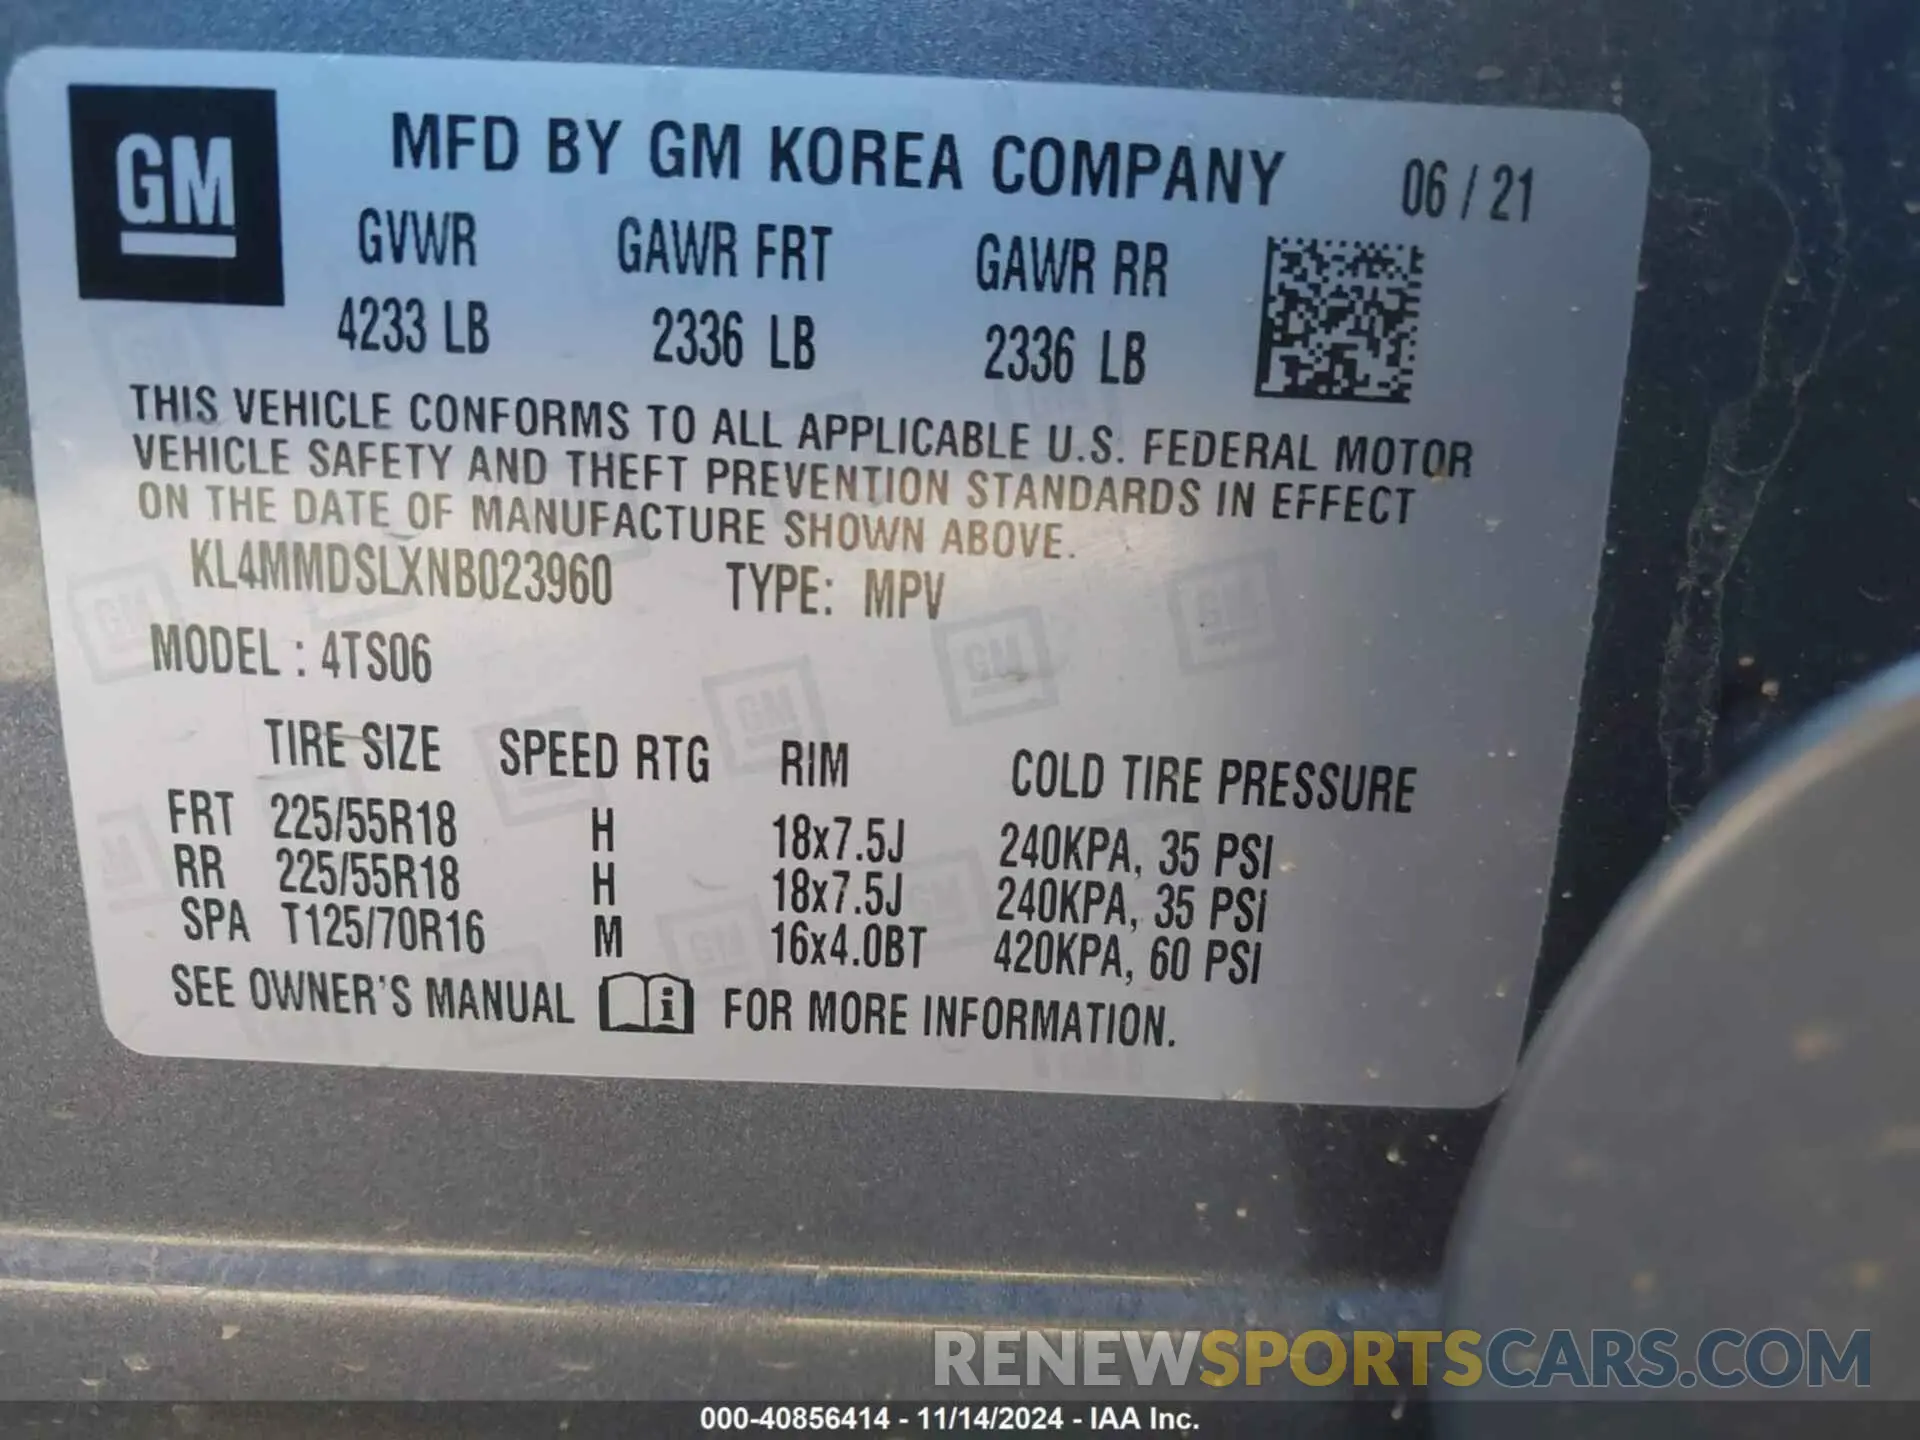 GM
MFD BY GM KOREA COMPANY 06 / 21
GVWR GAWR FRT GAWR RR
4233 LB 2336 LB 2336 LB
THIS VEHICLE CONFORMS TO ALL APPLICABLE U.S. FEDERAL MOTOR
VEHICLE SAFETY AND THEFT PREVENTION STANDARDS IN EFFECT
ON THE DATE OF MANUFACTURE SHOWN ABOVE.
KL4MMDSLXNB023960 TYPE: MPV
MODEL : 4TS06
TIRE SIZE SPEED RTG RIM COLD TIRE PRESSURE
FRT 225/55R18 H 18x7.5J 240KPA, 35 PSI
RR 225/55R18 H 18x7.5J 240KPA, 35 PSI
SPA T125/70R16 M 16x4.0BT 420KPA, 60 PSI
SEE OWNER'S MANUAL i FOR MORE INFORMATION.
RENEWSPORTSCARS.COM
000-40856414 - 11/14/2024 - IAA Inc.